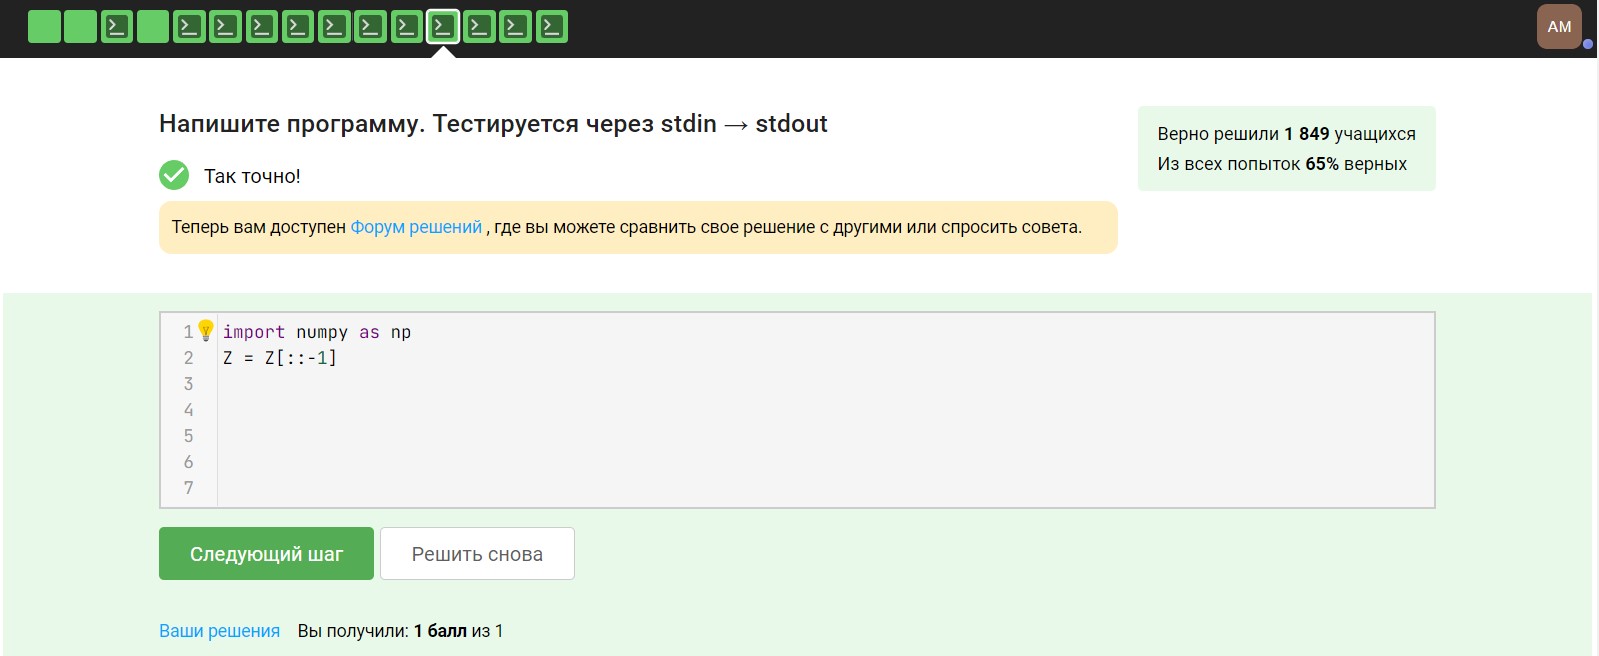 AM
Напишите программу. Тестируется через stdin → stdout
Верно решили 1 849 учащихся
Из всех попыток 65% верных
Так точно!
Теперь вам доступен Форум решений , где вы можете сравнить свое решение с другими или спросить совета.
1 import numpy as np
2 Z = Z[::-1]
3
4
5
6
7
Следующий шаг Решить снова
Ваши решения Вы получили: 1 балл из 1